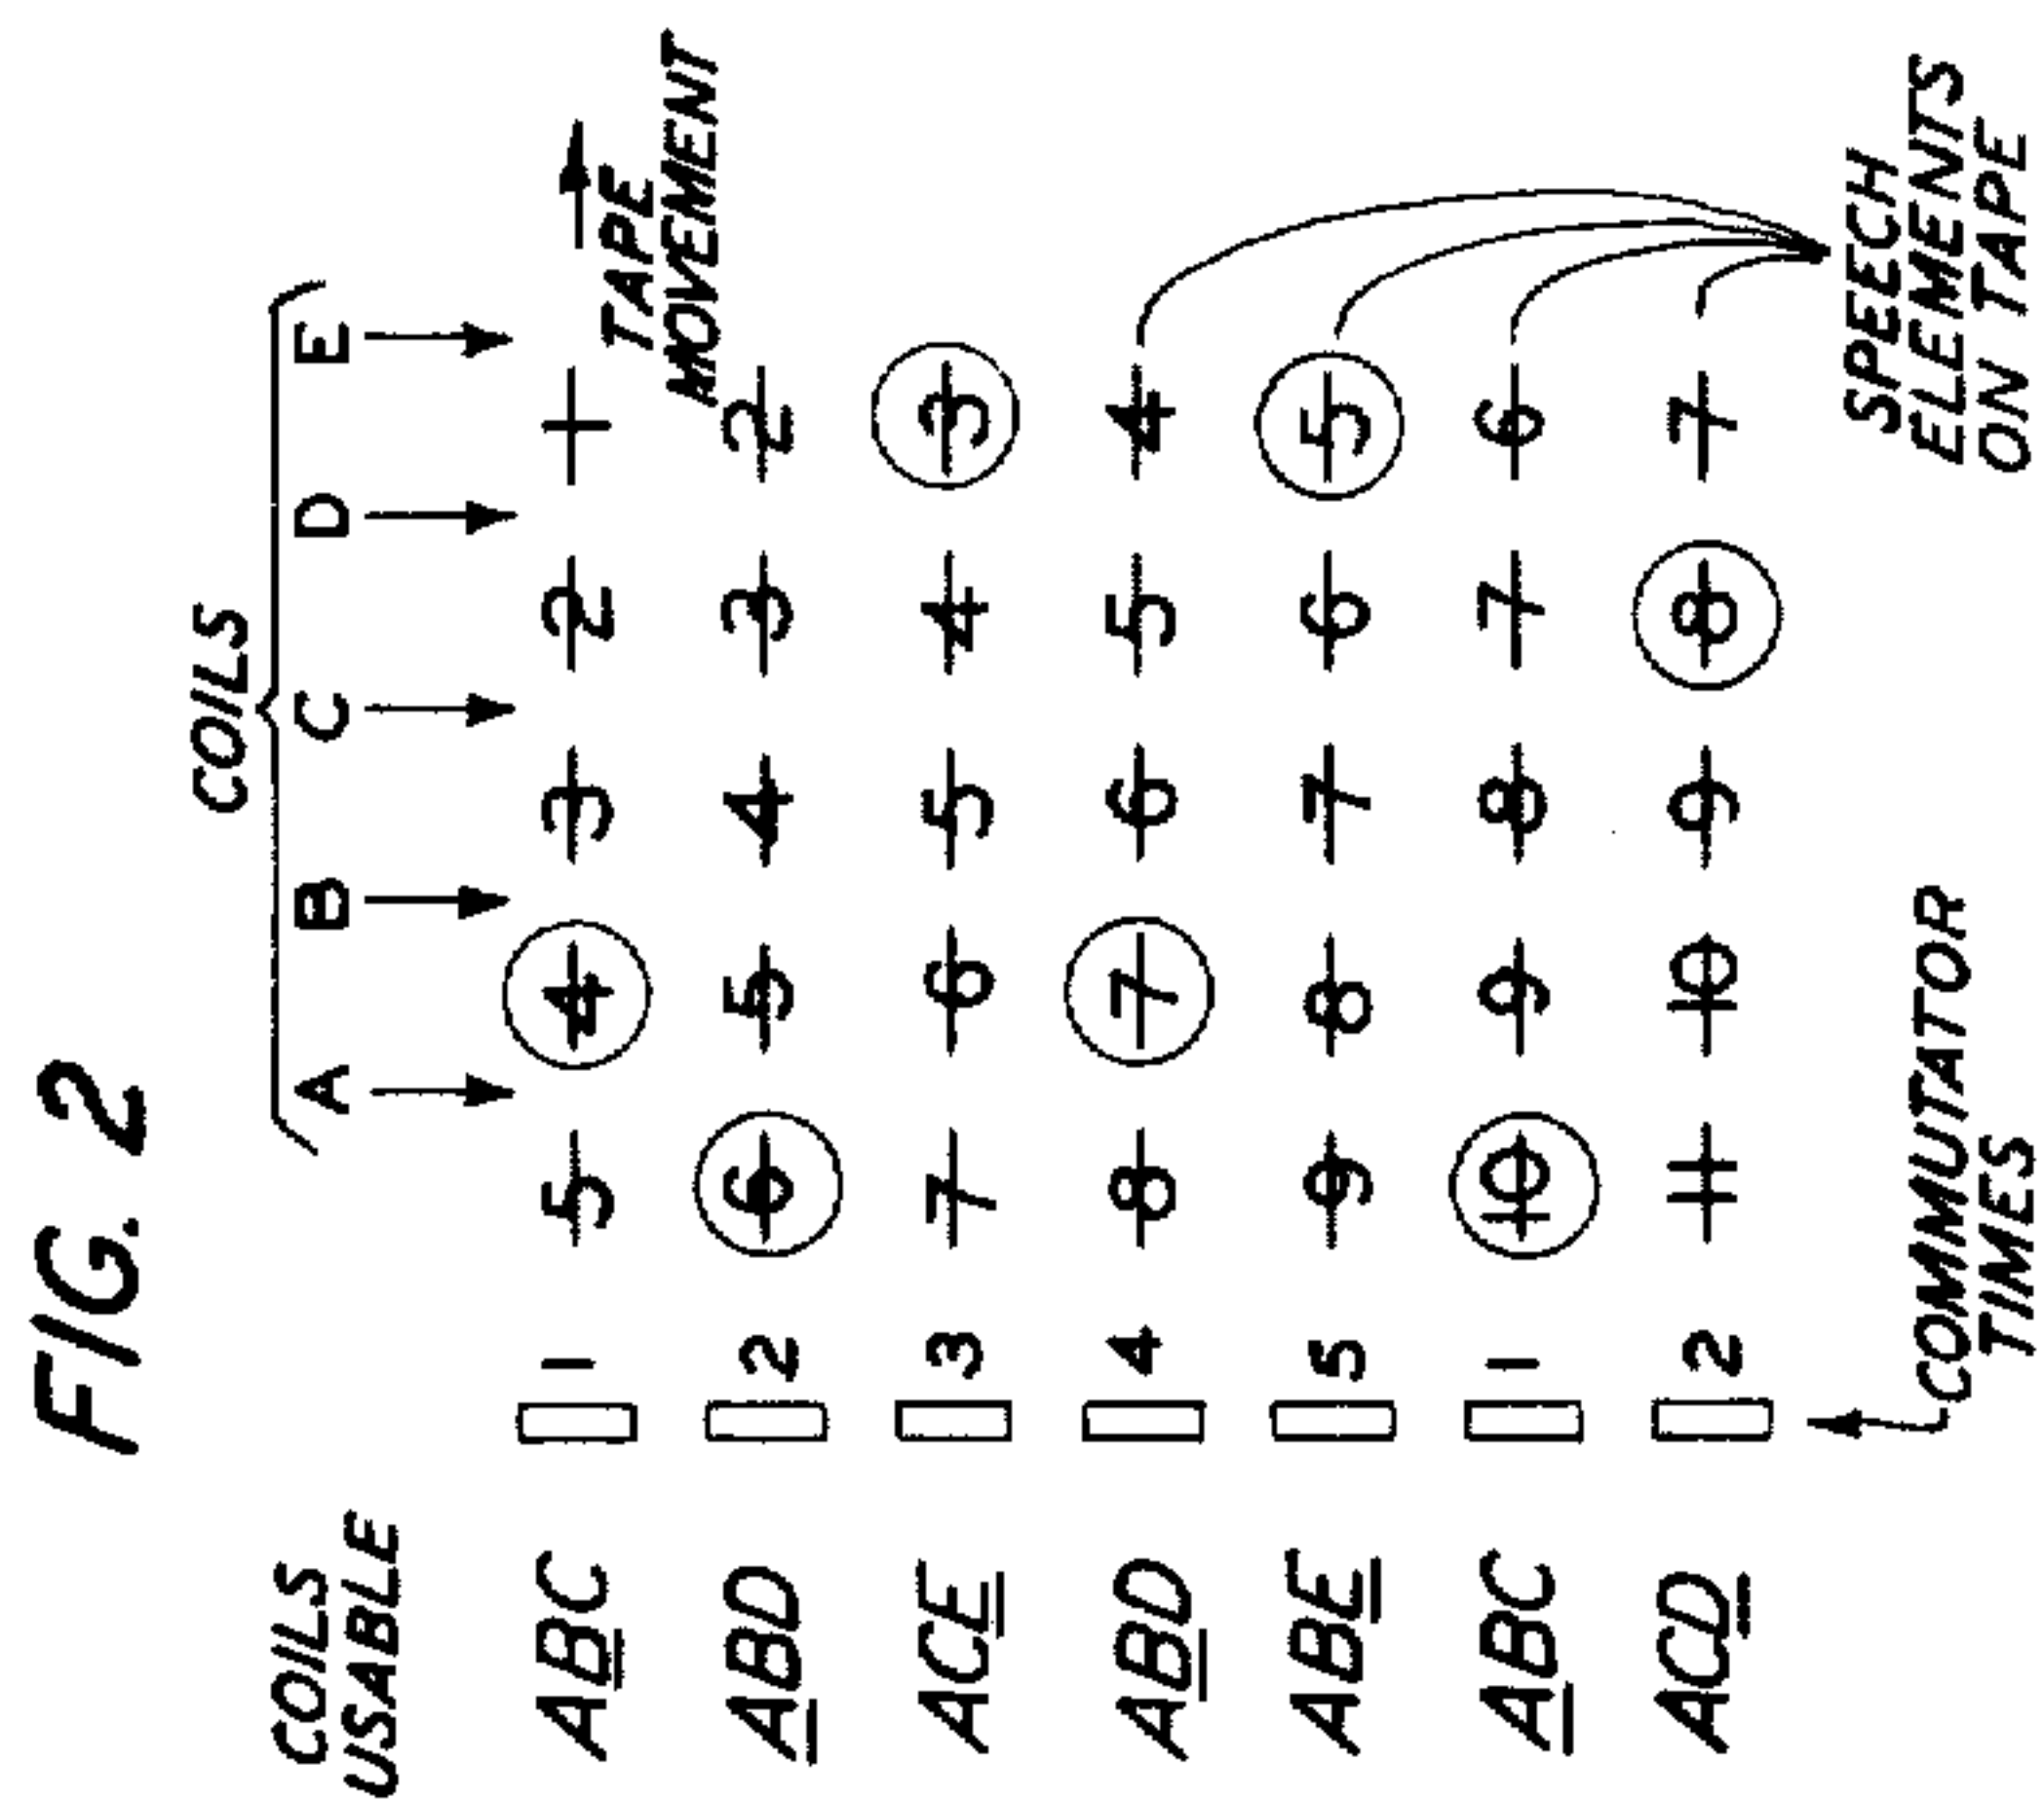 FIG. 2
COILS
COILS
USABLE
A B C D E
TAPE
MOVEMENT
ABC 1 5 4 3 2 1
ABD 2 6 5 4 3 2
ACE 3 7 6 5 4 3
ABD 4 8 7 6 5 4
ABE 5 9 8 7 6 5
ABC 1 10 9 8 7 6
ACD 2 11 10 9 8 7
COMMUTATOR
TIMES
SPEECH
ELEMENTS
ON TAPE